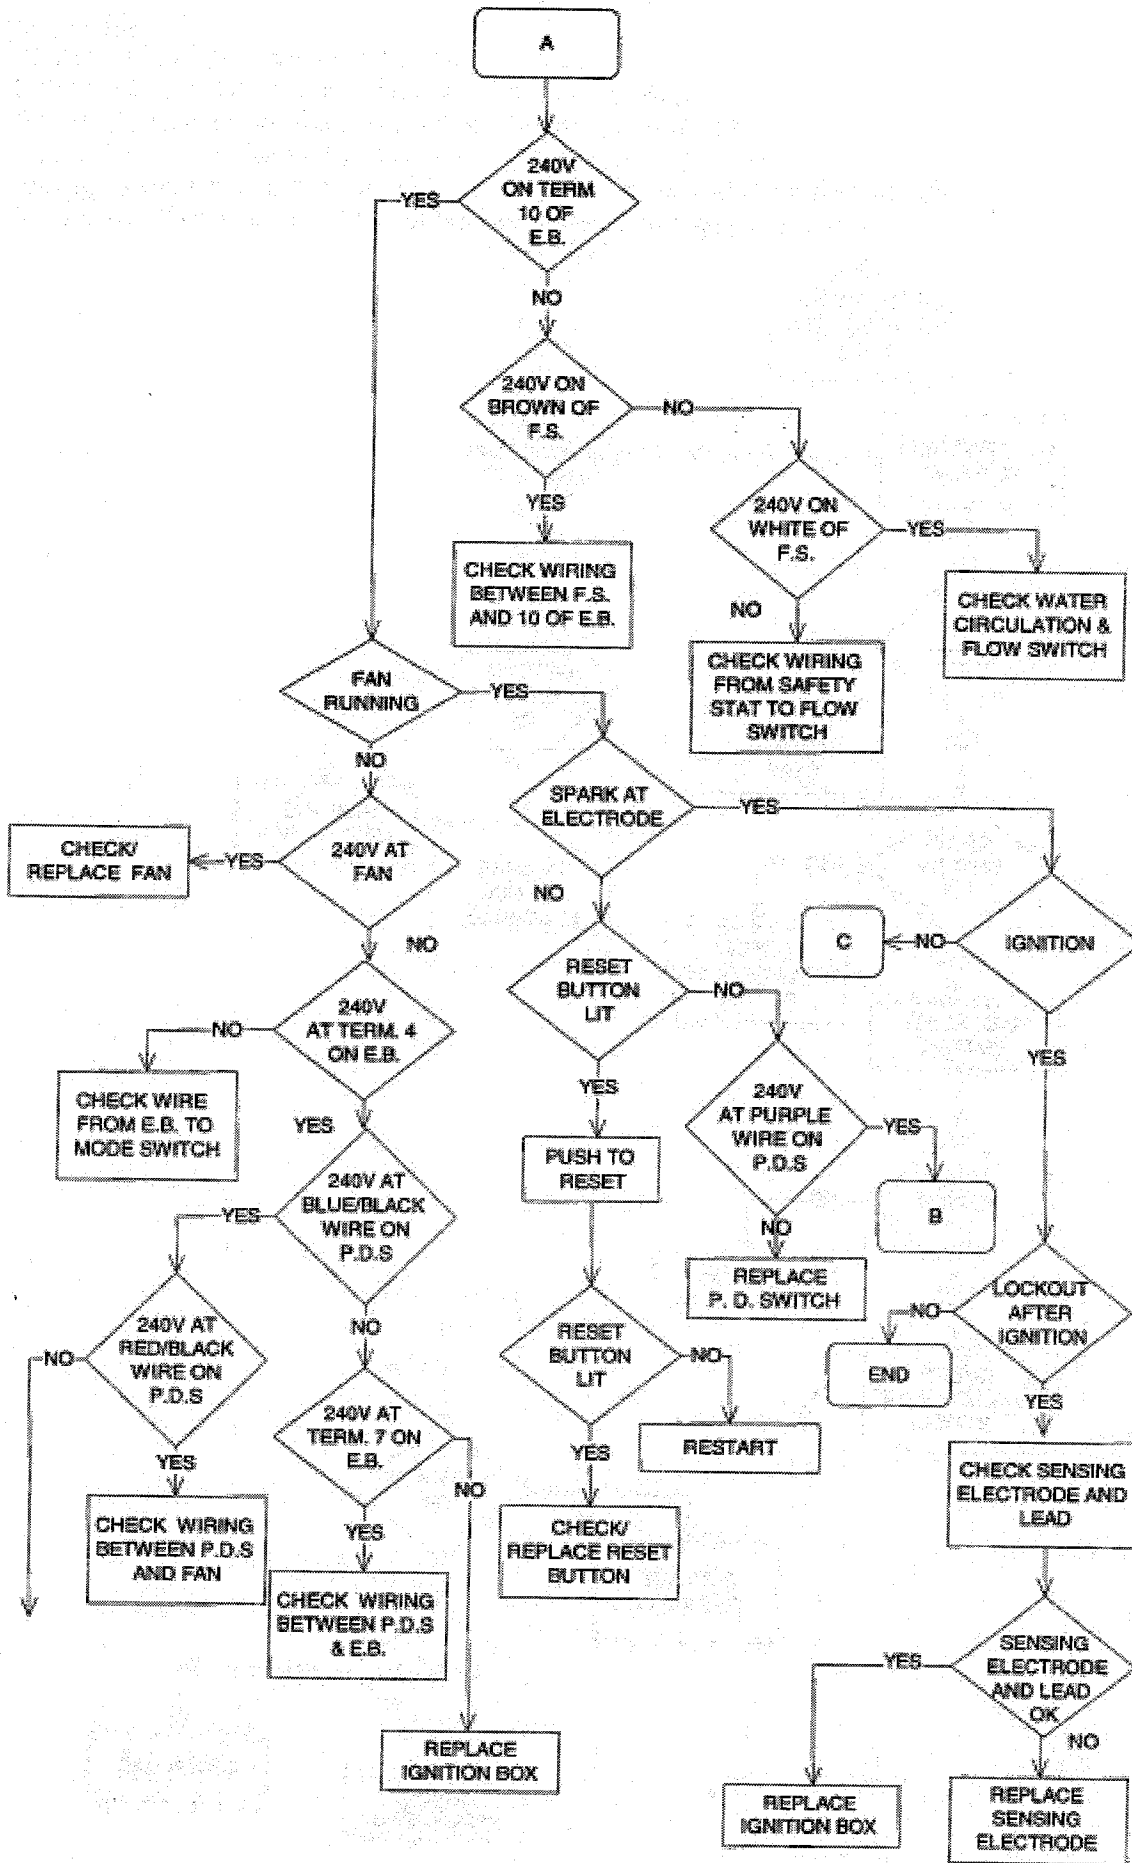 A
240V
ON TERM
10 OF
E.B.
YES
NO
240V ON
BROWN OF
F.S.
NO
YES
240V ON
WHITE OF
F.S.
YES
NO
CHECK WIRING
BETWEEN F.S.
AND 10 OF E.B.
CHECK WATER
CIRCULATION &
FLOW SWITCH
CHECK WIRING
FROM SAFETY
STAT TO FLOW
SWITCH
FAN
RUNNING
YES
NO
SPARK AT
ELECTRODE
YES
NO
CHECK/
REPLACE FAN
YES
240V AT
FAN
NO
C
NO
IGNITION
YES
RESET
BUTTON
LIT
NO
YES
240V
AT TERM. 4
ON E.B.
NO
YES
CHECK WIRE
FROM E.B. TO
MODE SWITCH
240V
AT PURPLE
WIRE ON
P.D.S
YES
NO
PUSH TO
RESET
B
240V AT
BLUE/BLACK
WIRE ON
P.D.S
YES
NO
REPLACE
P. D. SWITCH
LOCKOUT
AFTER
IGNITION
NO
YES
END
240V AT
RED/BLACK
WIRE ON
P.D.S
NO
YES
RESET
BUTTON
LIT
NO
YES
240V AT
TERM. 7 ON
E.B.
NO
YES
RESTART
CHECK SENSING
ELECTRODE AND
LEAD
CHECK WIRING
BETWEEN P.D.S
AND FAN
CHECK/
REPLACE RESET
BUTTON
CHECK WIRING
BETWEEN P.D.S
& E.B.
SENSING
ELECTRODE
AND LEAD
OK
YES
NO
REPLACE
IGNITION BOX
REPLACE
IGNITION BOX
REPLACE
SENSING
ELECTRODE